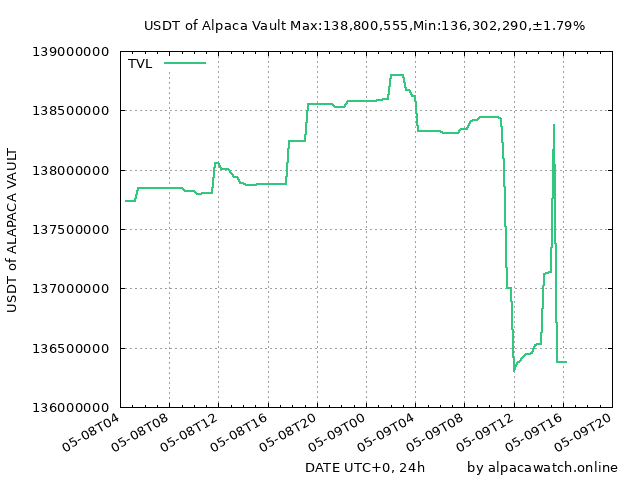 USDT of Alpaca Vault Max:138,800,555,Min:136,302,290,±1.79%
TVL
USDT of ALAPACA VAULT
139000000
138500000
138000000
137500000
137000000
136500000
136000000
05-08T04
05-08T08
05-08T12
05-08T16
05-08T20
05-09T00
05-09T04
05-09T08
05-09T12
05-09T16
05-09T20
DATE UTC+0, 24h
by alpacawatch.online